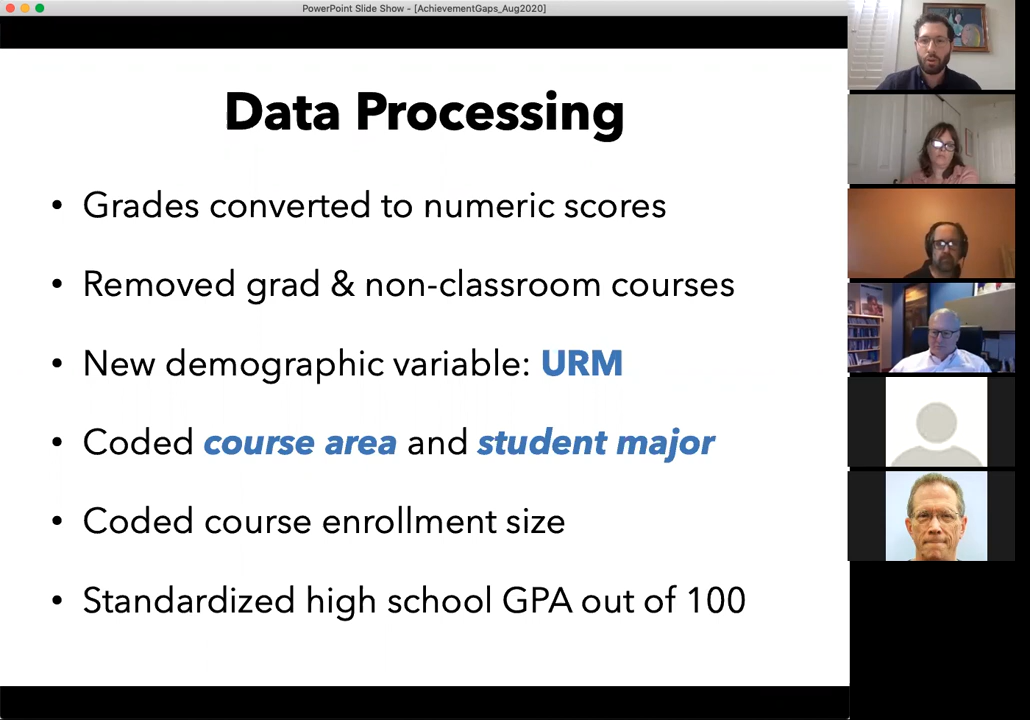 PowerPoint Slide Show - [AchievementGaps_Aug2020]
Data Processing
• Grades converted to numeric scores
• Removed grad & non-classroom courses
• New demographic variable: URM
• Coded course area and student major
• Coded course enrollment size
• Standardized high school GPA out of 100